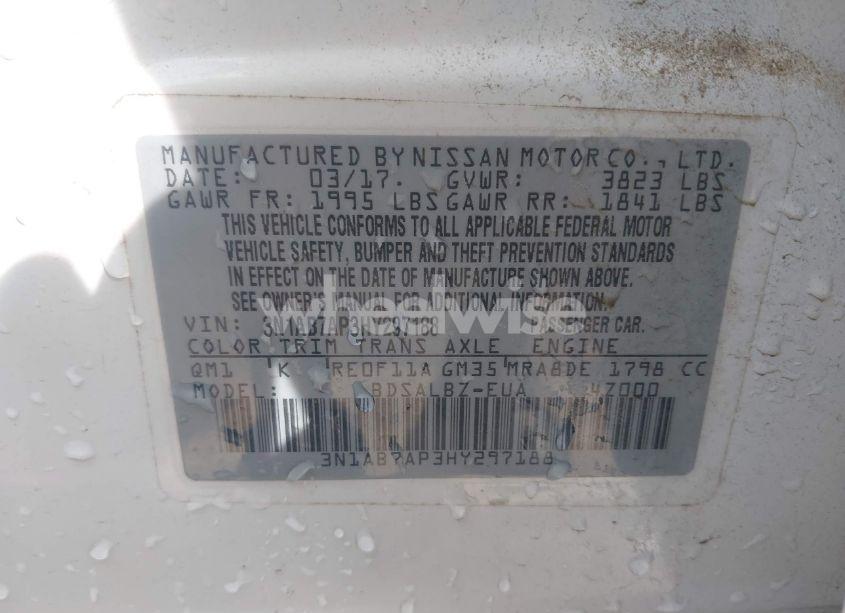 MANUFACTURED BY NISSAN MOTOR CO., LTD.
DATE: 03/17. GVWR: 3823 LBS
GAWR FR: 1995 LBS GAWR RR: 1841 LBS
THIS VEHICLE CONFORMS TO ALL APPLICABLE FEDERAL MOTOR
VEHICLE SAFETY, BUMPER AND THEFT PREVENTION STANDARDS
IN EFFECT ON THE DATE OF MANUFACTURE SHOWN ABOVE.
SEE OWNER'S MANUAL FOR ADDITIONAL INFORMATION.
wheelwise
VIN: 3N1AB7AP3HY297188 PASSENGER CAR.
COLOR TRIM TRANS AXLE ENGINE
QM1 K RE0F11A GM35 MRA8DE 1798 CC
MODEL: BDSALBZ-EUA 4Z000
3N1AB7AP3HY297188